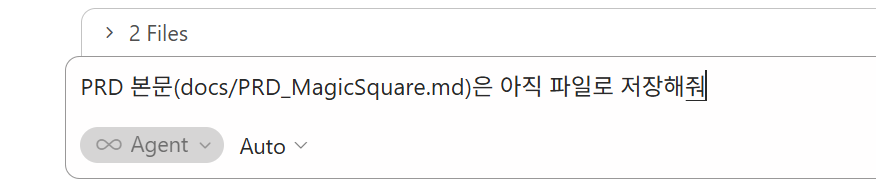 2 Files
PRD 본문(docs/PRD_MagicSquare.md)은 아직 파일로 저장해줘
Agent Auto